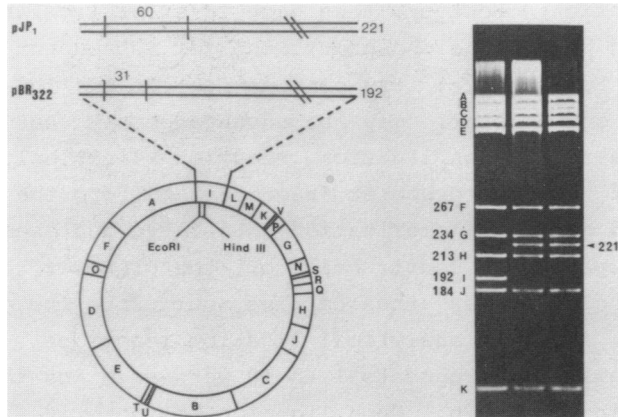 60
pJP1
221
31
pBR322
192
A
I
L
M
K
V
P
G
N
S
R
Q
H
J
C
B
U
T
E
D
O
F
EcoRI
Hind III
A
B
C
D
E
267 F
234 G
221
213 H
192 I
184 J
K